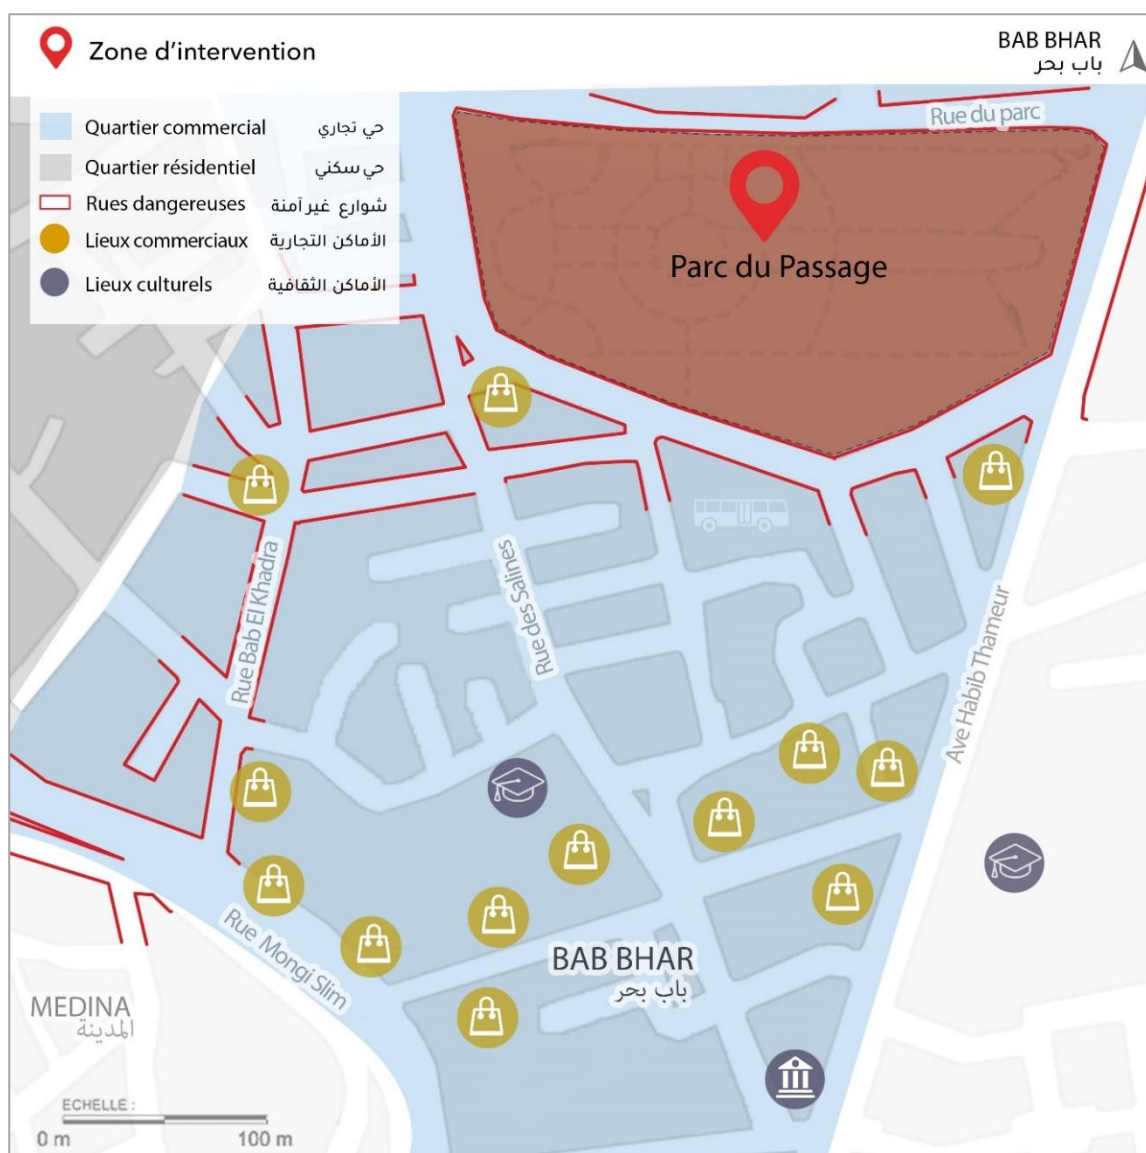 Zone d'intervention
BAB BHAR
باب بحر
Quartier commercial حي تجاري
Quartier résidentiel حي سكني
Rues dangereuses شوارع غير آمنة
Lieux commerciaux الأماكن التجارية
Lieux culturels الأماكن الثقافية
Rue du parc
Parc du Passage
Rue Bab El Khadra
Rue des Salines
Ave Habib Thameur
Rue Mongi Slim
BAB BHAR
باب بحر
MEDINA
المدينة
ECHELLE :
0 m 100 m